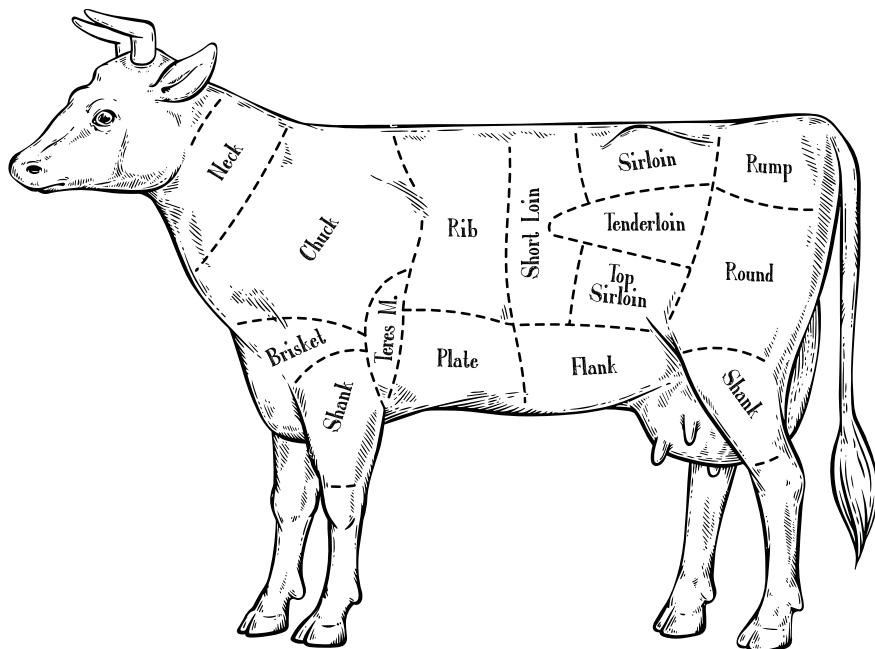 Neck
Chuck
Rib
Short Loin
Sirloin
Rump
Tenderloin
Top
Sirloin
Round
Brisket
Teres M.
Plate
Flank
Shank
Shank